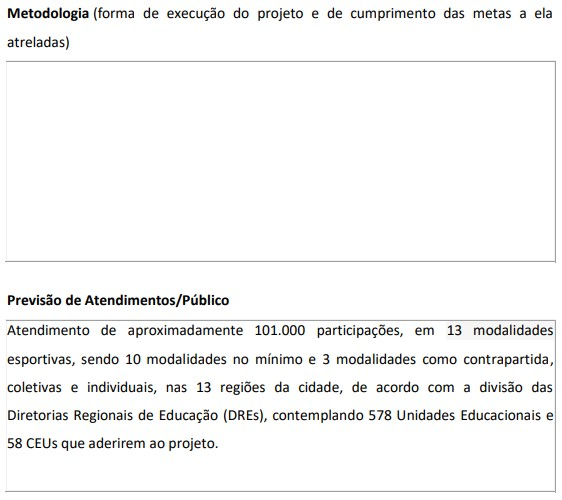 Metodologia (forma de execução do projeto e de cumprimento das metas a ela
atreladas)
Previsão de Atendimentos/Público
Atendimento de aproximadamente 101.000 participações, em 13 modalidades
esportivas, sendo 10 modalidades no mínimo e 3 modalidades como contrapartida,
coletivas e individuais, nas 13 regiões da cidade, de acordo com a divisão das
Diretorias Regionais de Educação (DREs), contemplando 578 Unidades Educacionais e
58 CEUs que aderirem ao projeto.